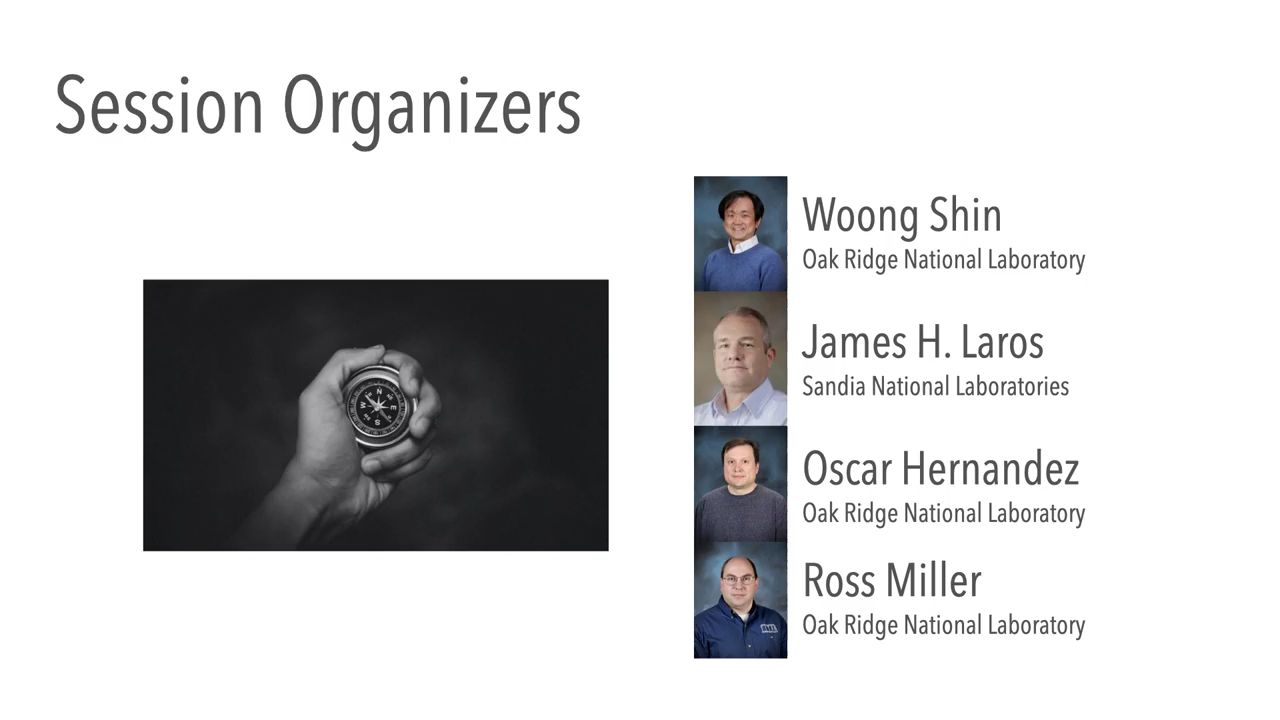 Session Organizers
Woong Shin
Oak Ridge National Laboratory
James H. Laros
Sandia National Laboratories
Oscar Hernandez
Oak Ridge National Laboratory
Ross Miller
Oak Ridge National Laboratory
N
W
E
S